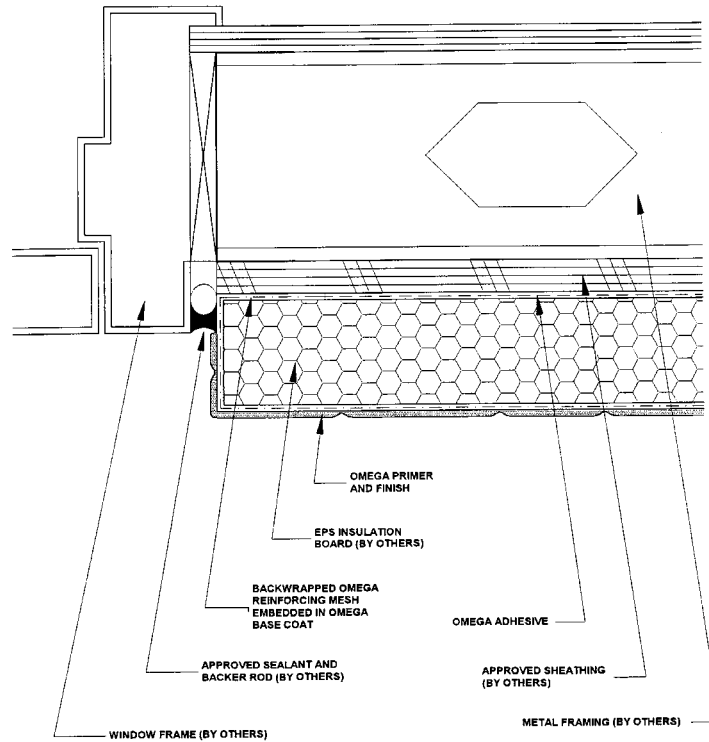 OMEGA PRIMER
AND FINISH
EPS INSULATION
BOARD (BY OTHERS)
BACKWRAPPED OMEGA
REINFORCING MESH
EMBEDDED IN OMEGA
BASE COAT
OMEGA ADHESIVE
APPROVED SEALANT AND
BACKER ROD (BY OTHERS)
APPROVED SHEATHING
(BY OTHERS)
METAL FRAMING (BY OTHERS)
WINDOW FRAME (BY OTHERS)